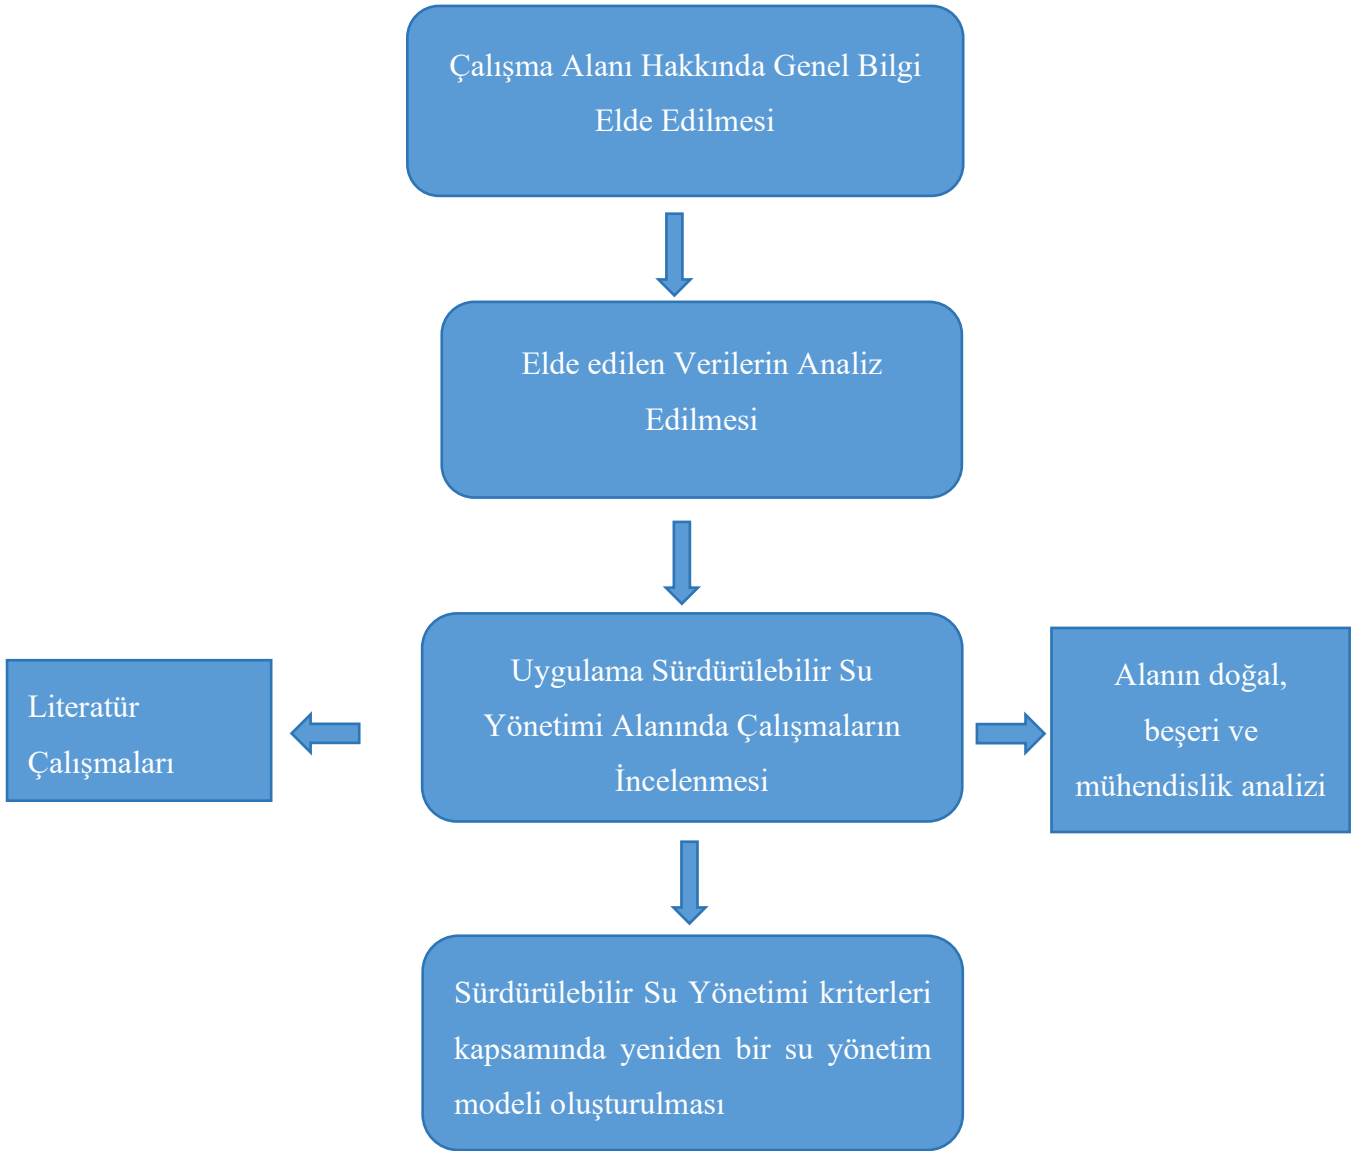 Çalışma Alanı Hakkında Genel Bilgi
Elde Edilmesi
Elde edilen Verilerin Analiz
Edilmesi
Literatür
Çalışmaları
Uygulama Sürdürülebilir Su
Yönetimi Alanında Çalışmaların
İncelenmesi
Alanın doğal,
beşeri ve
mühendislik analizi
Sürdürülebilir Su Yönetimi kriterleri
kapsamında yeniden bir su yönetim
modeli oluşturulması